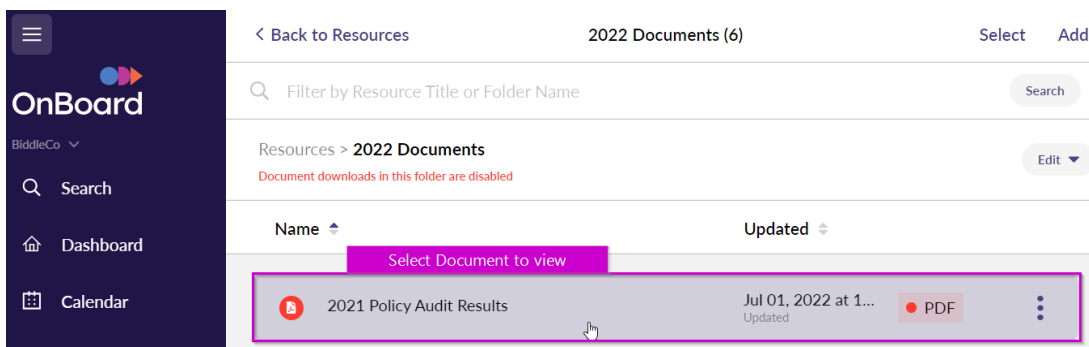 < Back to Resources 2022 Documents (6) Select Add
OnBoard
Filter by Resource Title or Folder Name Search
BiddleCo
Resources > 2022 Documents
Edit
Document downloads in this folder are disabled
Search
Name Updated
Dashboard
Select Document to view
Calendar
2021 Policy Audit Results Jul 01, 2022 at 1... PDF
Updated